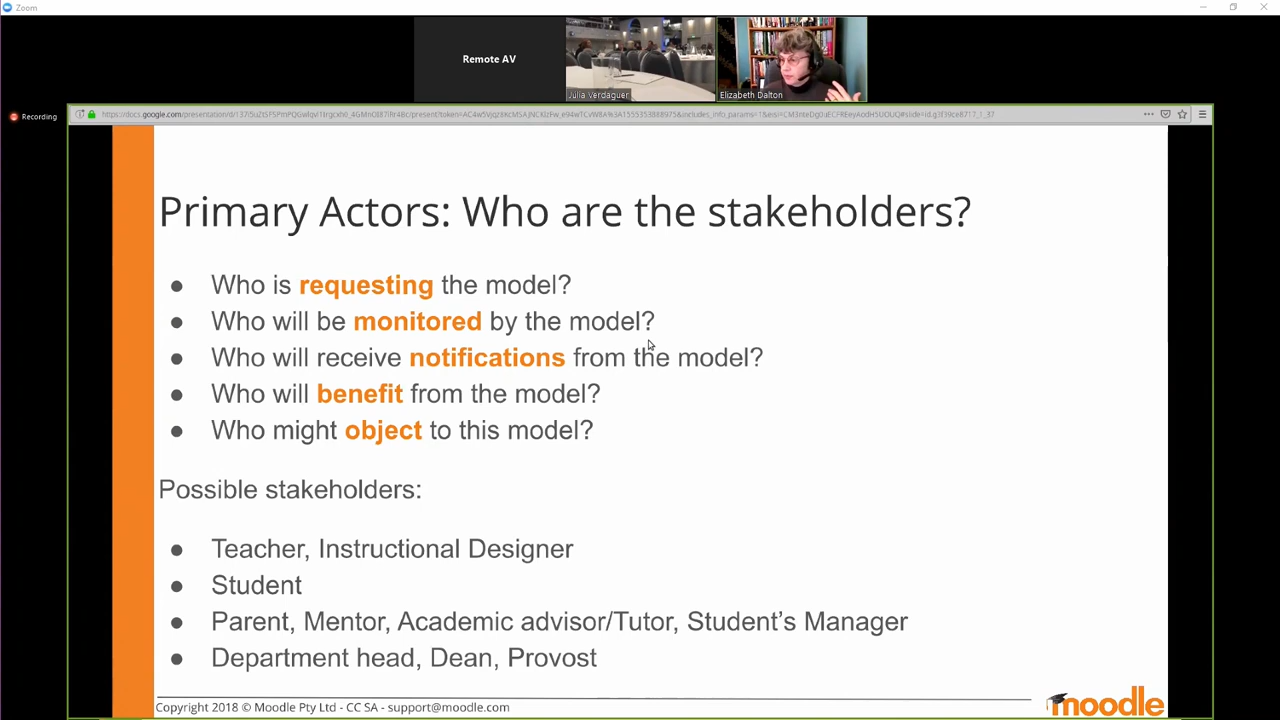 Zoom
Remote AV
Julia Verdaguer
Elizabeth Dalton
Recording
Primary Actors: Who are the stakeholders?
Who is requesting the model?
Who will be monitored by the model?
Who will receive notifications from the model?
Who will benefit from the model?
Who might object to this model?
Possible stakeholders:
Teacher, Instructional Designer
Student
Parent, Mentor, Academic advisor/Tutor, Student's Manager
Department head, Dean, Provost
Copyright 2018 © Moodle Pty Ltd - CC SA - support@moodle.com
moodle